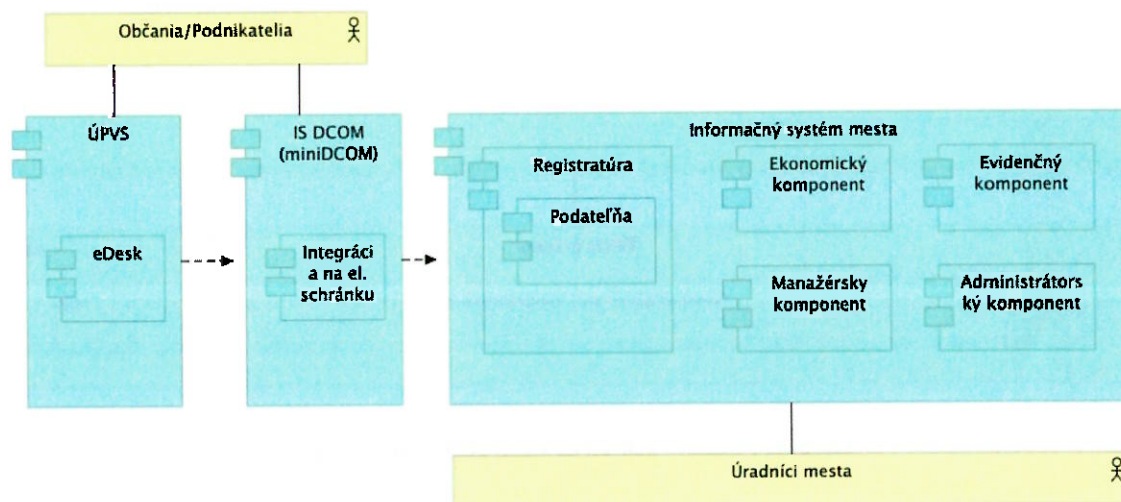 Občania/Podnikatelia
ÚPVS
eDesk
IS DCOM
(miniDCOM)
Integráci
a na el.
schránku
Informačný systém mesta
Registratúra
Podateľňa
Ekonomický
komponent
Evidenčný
komponent
Manažérsky
komponent
Administrátors
ký komponent
Úradníci mesta